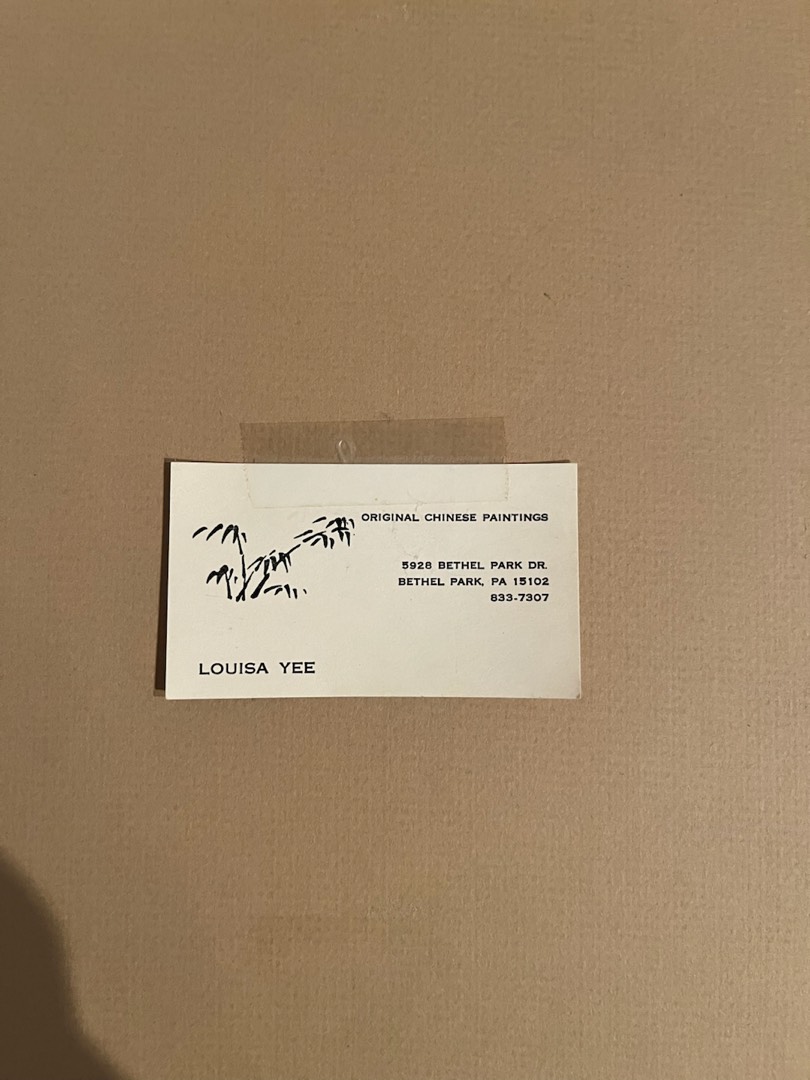 ORIGINAL CHINESE PAINTINGS
5928 BETHEL PARK DR.
BETHEL PARK, PA 15102
833-7307
LOUISA YEE